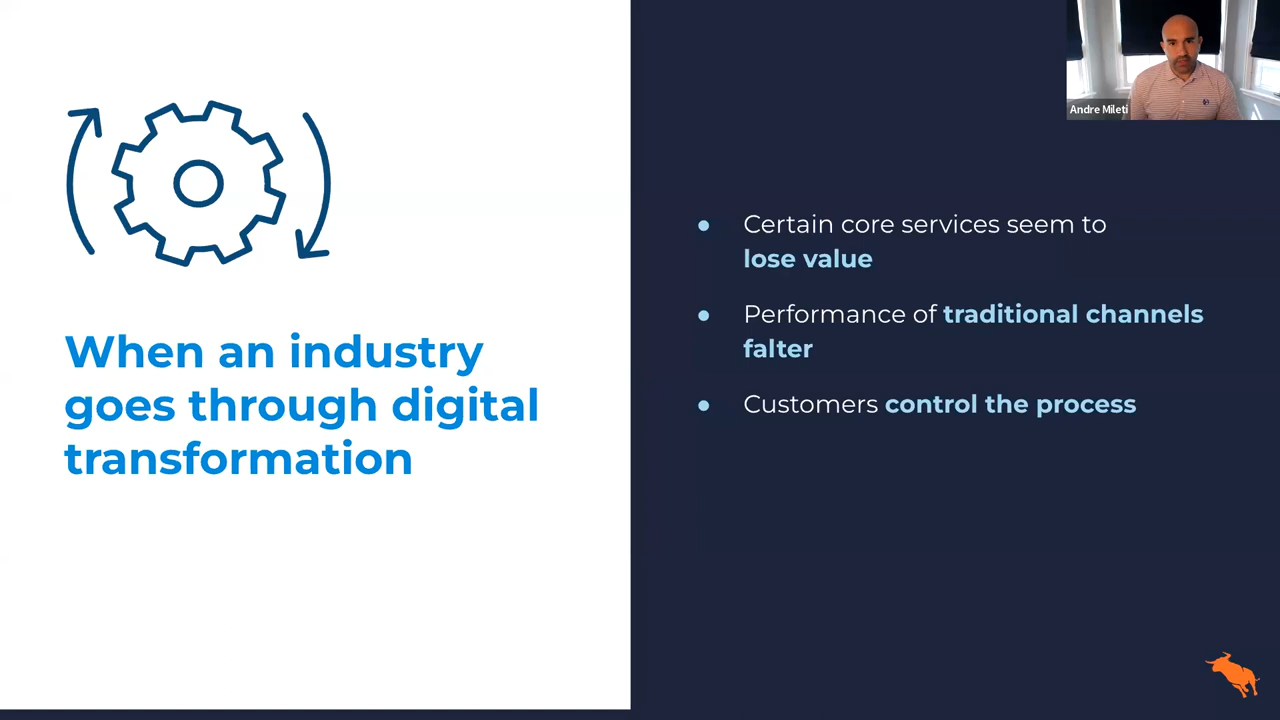 When an industry
goes through digital
transformation
Certain core services seem to
lose value
Performance of traditional channels
falter
Customers control the process
Andre Mileti